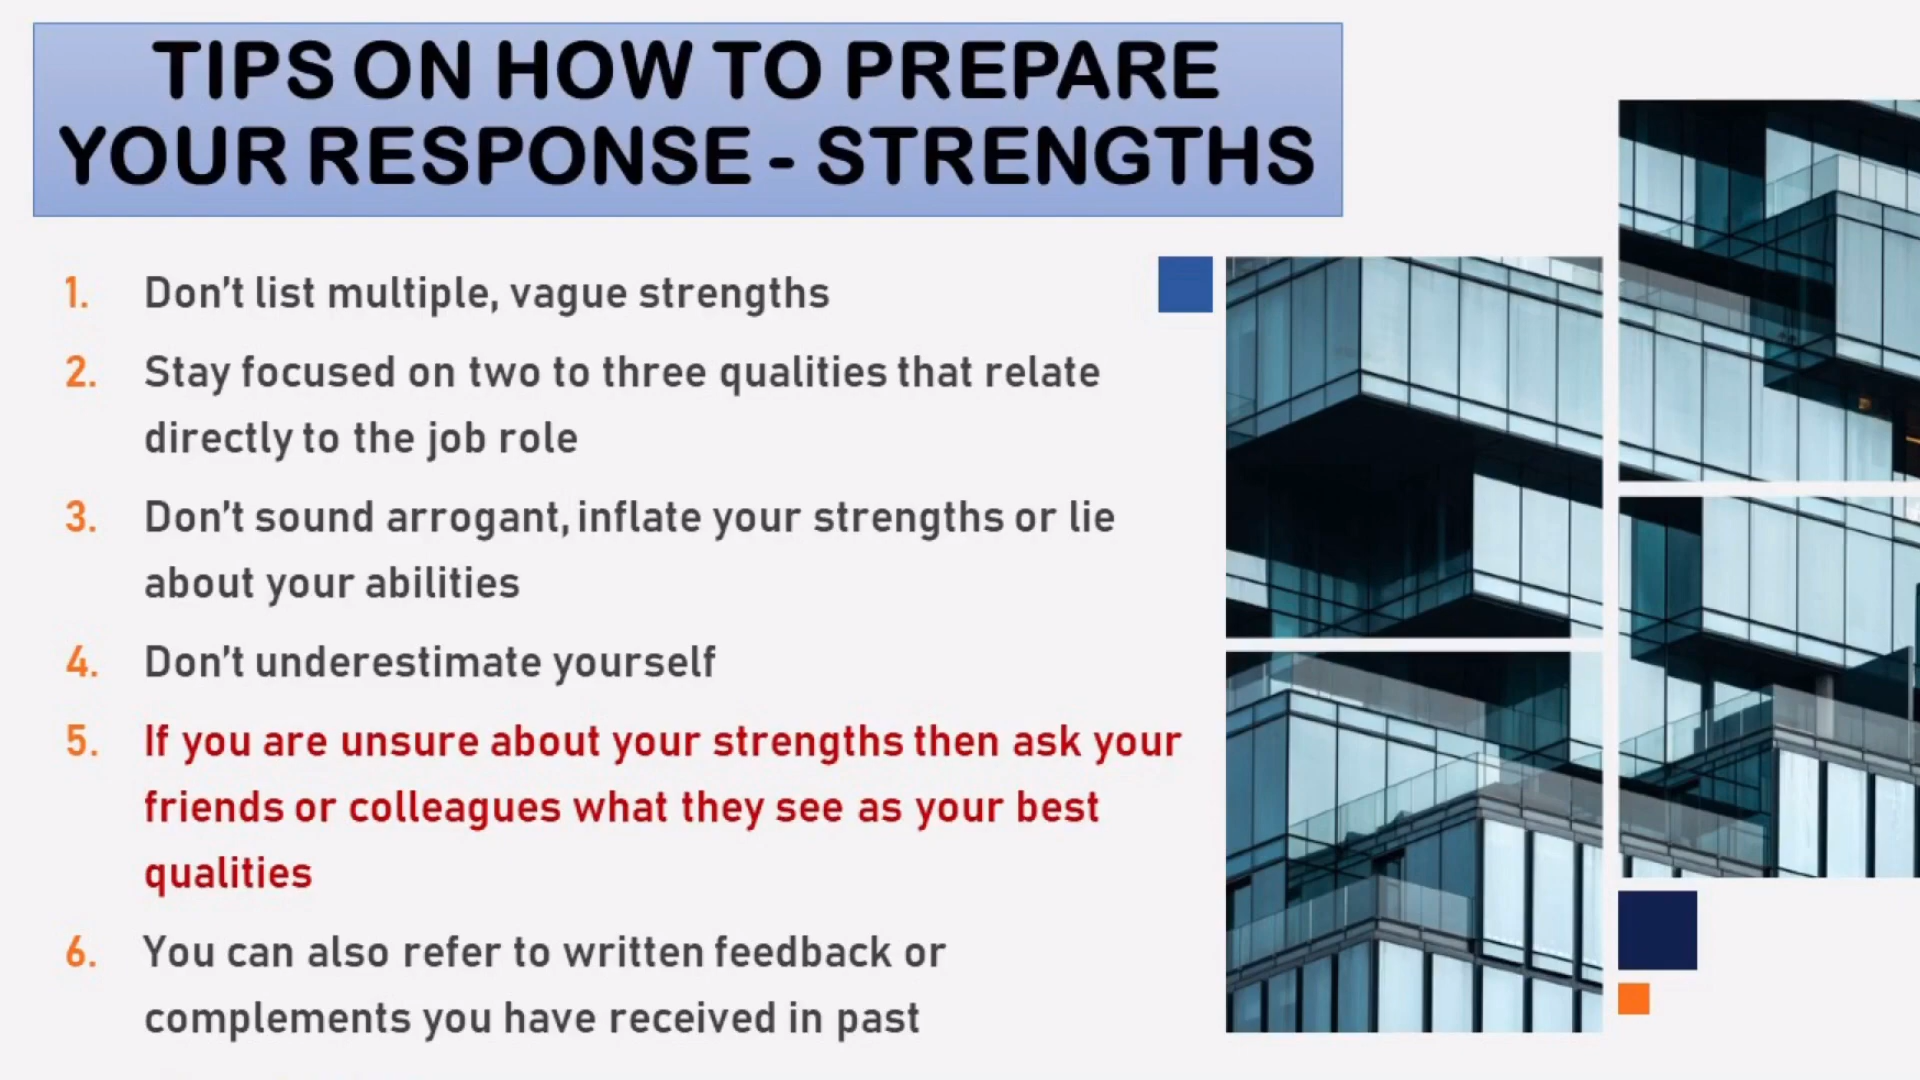 TIPS ON HOW TO PREPARE
YOUR RESPONSE - STRENGTHS
1. Don't list multiple, vague strengths
2. Stay focused on two to three qualities that relate
directly to the job role
3. Don't sound arrogant, inflate your strengths or lie
about your abilities
4. Don't underestimate yourself
5. If you are unsure about your strengths then ask your
friends or colleagues what they see as your best
qualities
6. You can also refer to written feedback or
complements you have received in past